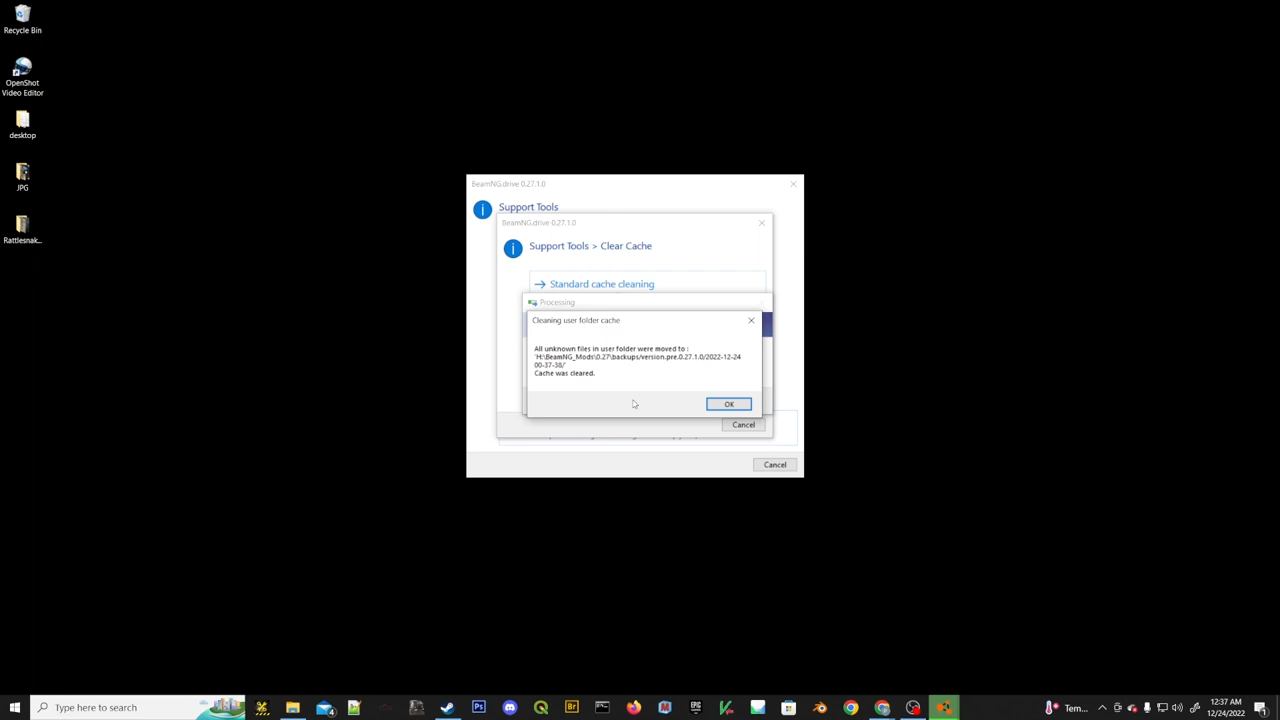 Recycle Bin
OpenShot
Video Editor
desktop
JPG
Rattlesnak...
BeamNG.drive 0.27.1.0
Support Tools
BeamNG.drive 0.27.1.0
Support Tools > Clear Cache
Standard cache cleaning
Processing
Cleaning user folder cache
All unknown files in user folder were moved to :
'H:\BeamNG_Mods\0.27\backups/version.pre.0.27.1.0/2022-12-24
00-37-38/'
Cache was cleared.
OK
Cancel
Cancel
Type here to search
Tem...
12:37 AM
12/24/2022